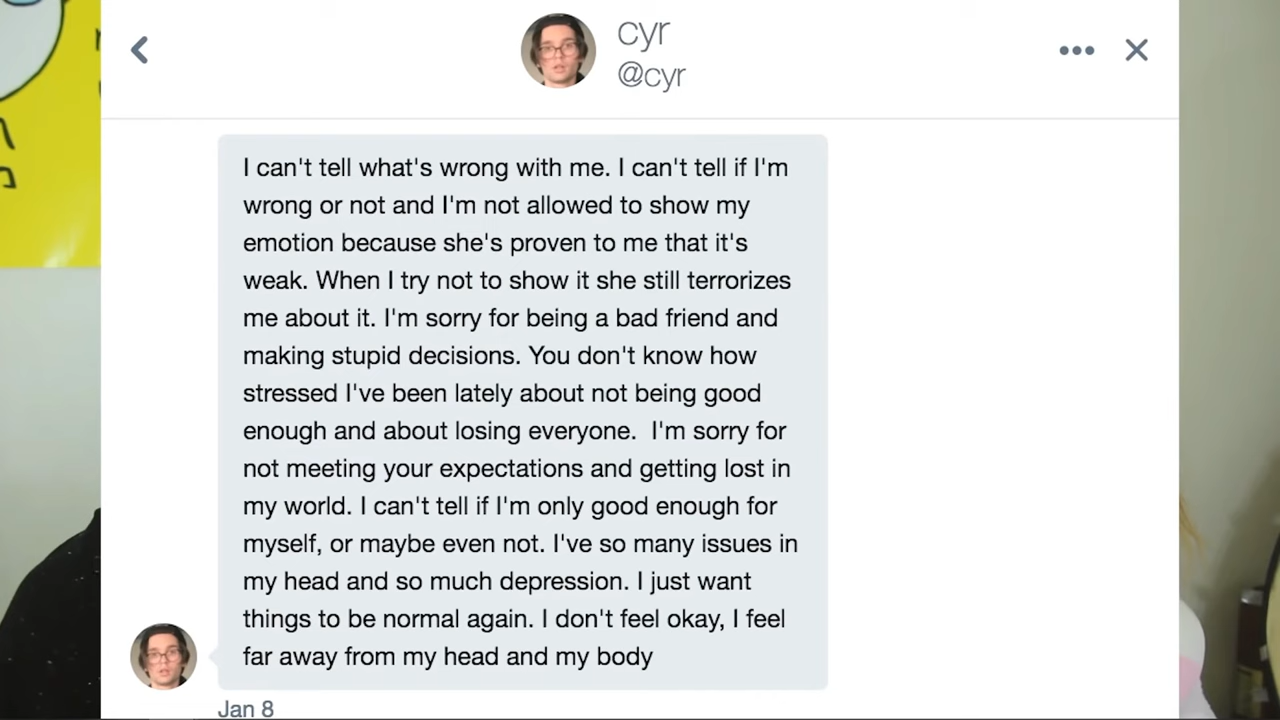 cyr
@cyr
I can't tell what's wrong with me. I can't tell if I'm
wrong or not and I'm not allowed to show my
emotion because she's proven to me that it's
weak. When I try not to show it she still terrorizes
me about it. I'm sorry for being a bad friend and
making stupid decisions. You don't know how
stressed I've been lately about not being good
enough and about losing everyone.  I'm sorry for
not meeting your expectations and getting lost in
my world. I can't tell if I'm only good enough for
myself, or maybe even not. I've so many issues in
my head and so much depression. I just want
things to be normal again. I don't feel okay, I feel
far away from my head and my body
Jan 8